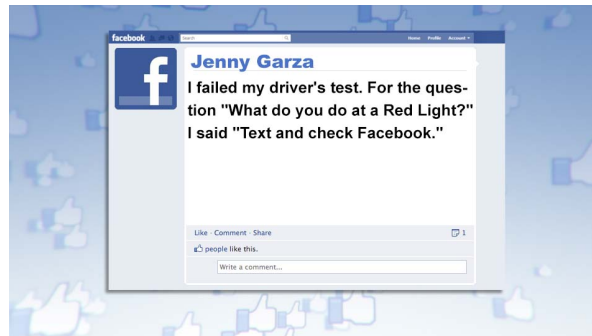 facebook
Search
Home Profile Account
f
Jenny Garza
I failed my driver's test. For the ques-
tion "What do you do at a Red Light?"
I said "Text and check Facebook."
Like · Comment · Share
1
people like this.
Write a comment...